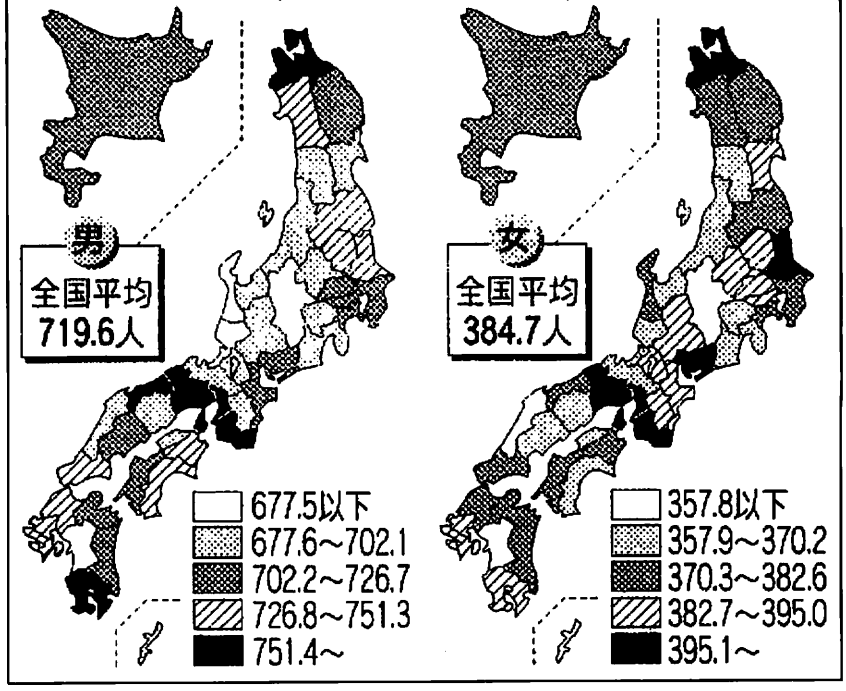 男
全国平均
719.6人
677.5以下
677.6～702.1
702.2～726.7
726.8～751.3
751.4～
女
全国平均
384.7人
357.8以下
357.9～370.2
370.3～382.6
382.7～395.0
395.1～